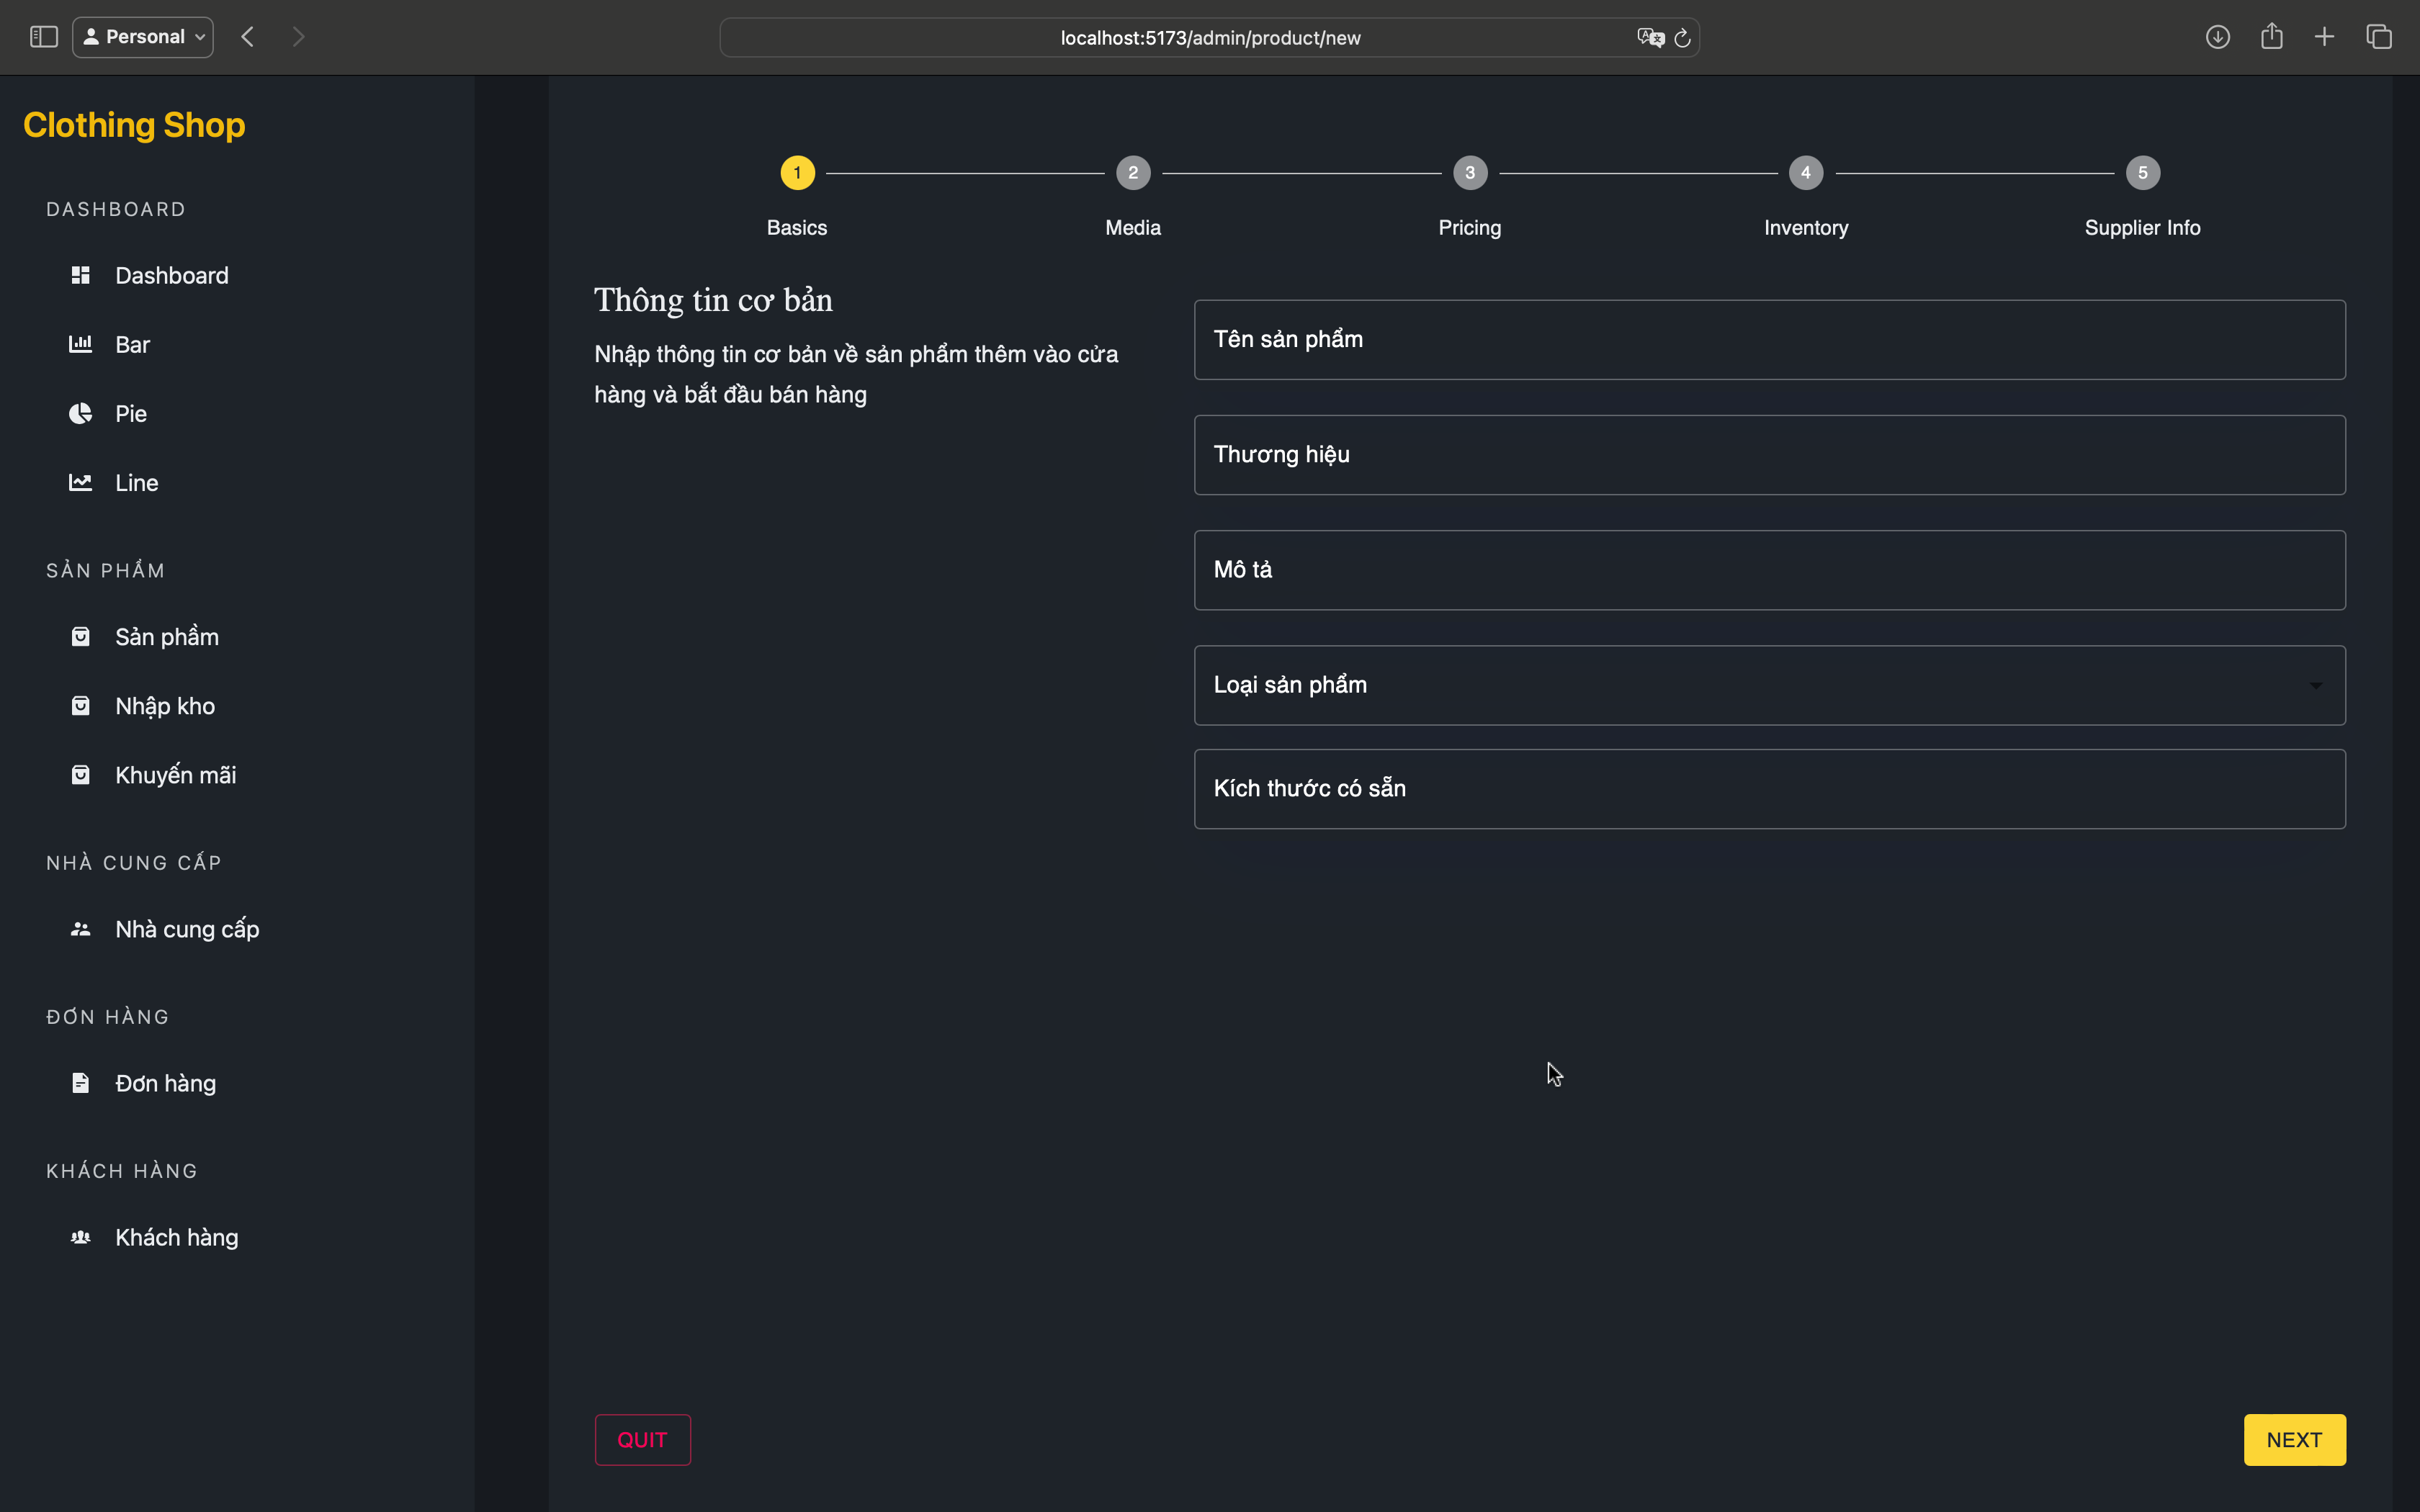 Personal
localhost:5173/admin/product/new
Clothing Shop
DASHBOARD
Dashboard
Bar
Pie
Line
SẢN PHẨM
Sản phẩm
Nhập kho
Khuyến mãi
NHÀ CUNG CẤP
Nhà cung cấp
ĐƠN HÀNG
Đơn hàng
KHÁCH HÀNG
Khách hàng
1 2 3 4 5
Basics Media Pricing Inventory Supplier Info
Thông tin cơ bản
Nhập thông tin cơ bản về sản phẩm thêm vào cửa
hàng và bắt đầu bán hàng
Tên sản phẩm
Thương hiệu
Mô tả
Loại sản phẩm
Kích thước có sẵn
QUIT
NEXT